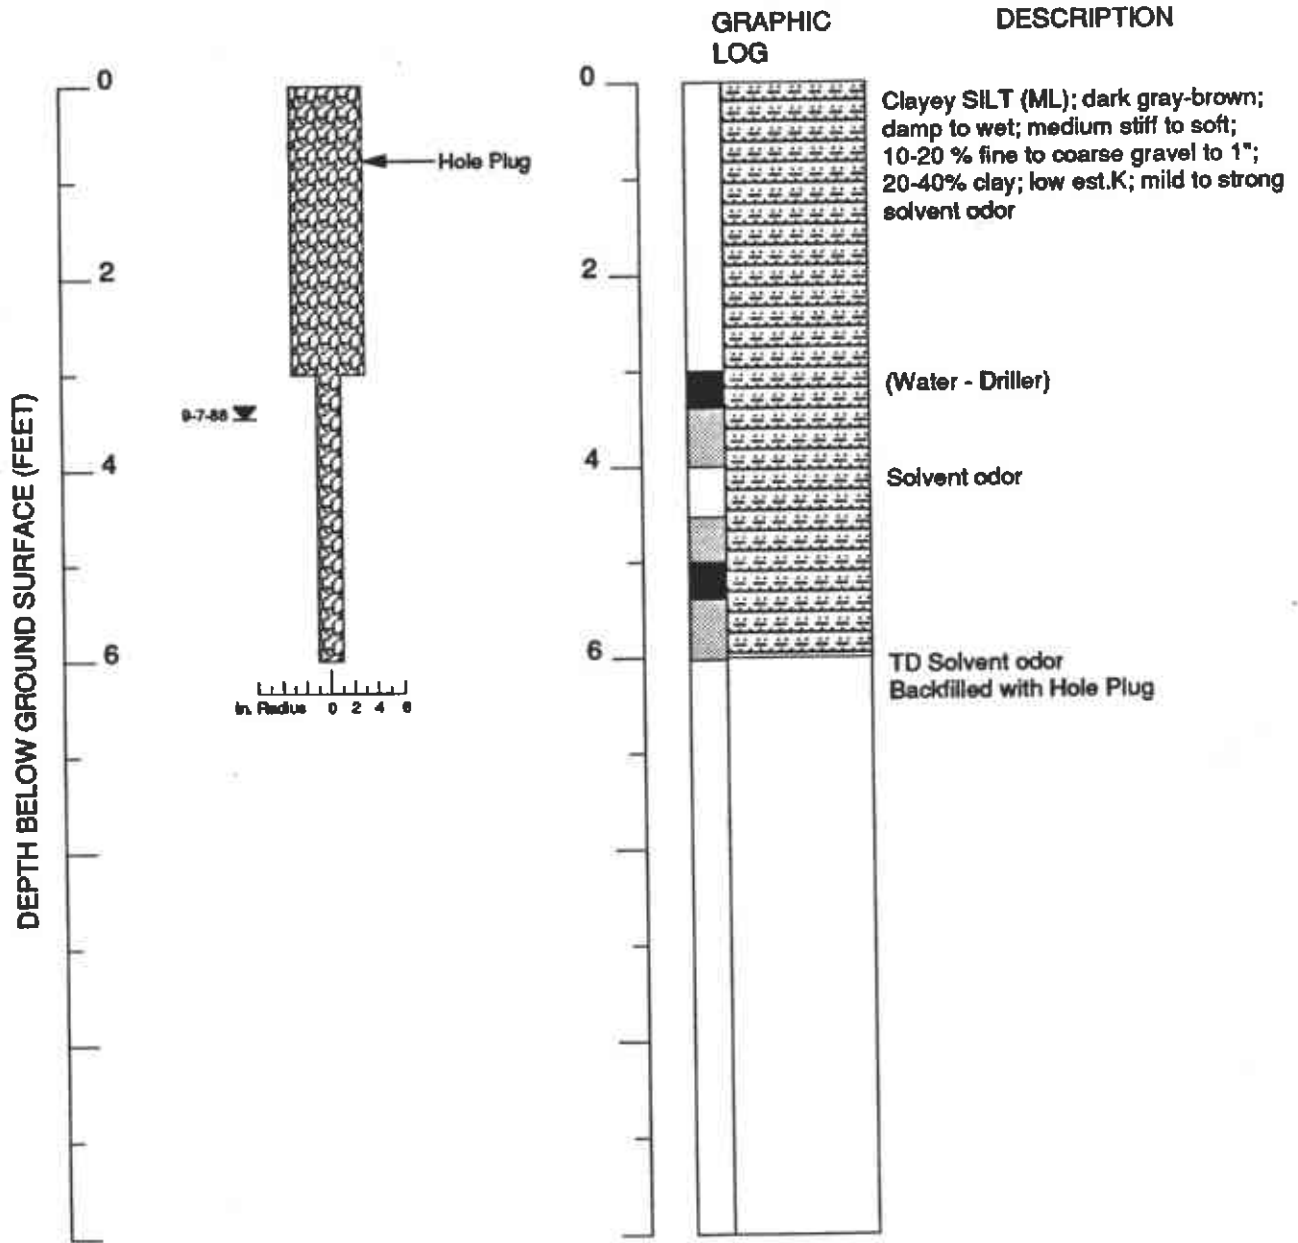 GRAPHIC
LOG
DESCRIPTION
0
0
Clayey SILT (ML); dark gray-brown;
damp to wet; medium stiff to soft;
10-20 % fine to coarse gravel to 1";
20-40% clay; low est.K; mild to strong
solvent odor
Hole Plug
2
2
(Water - Driller)
9-7-88
4
4
Solvent odor
6
6
TD Solvent odor
Backfilled with Hole Plug
In. Radius 0 2 4 6
DEPTH BELOW GROUND SURFACE (FEET)